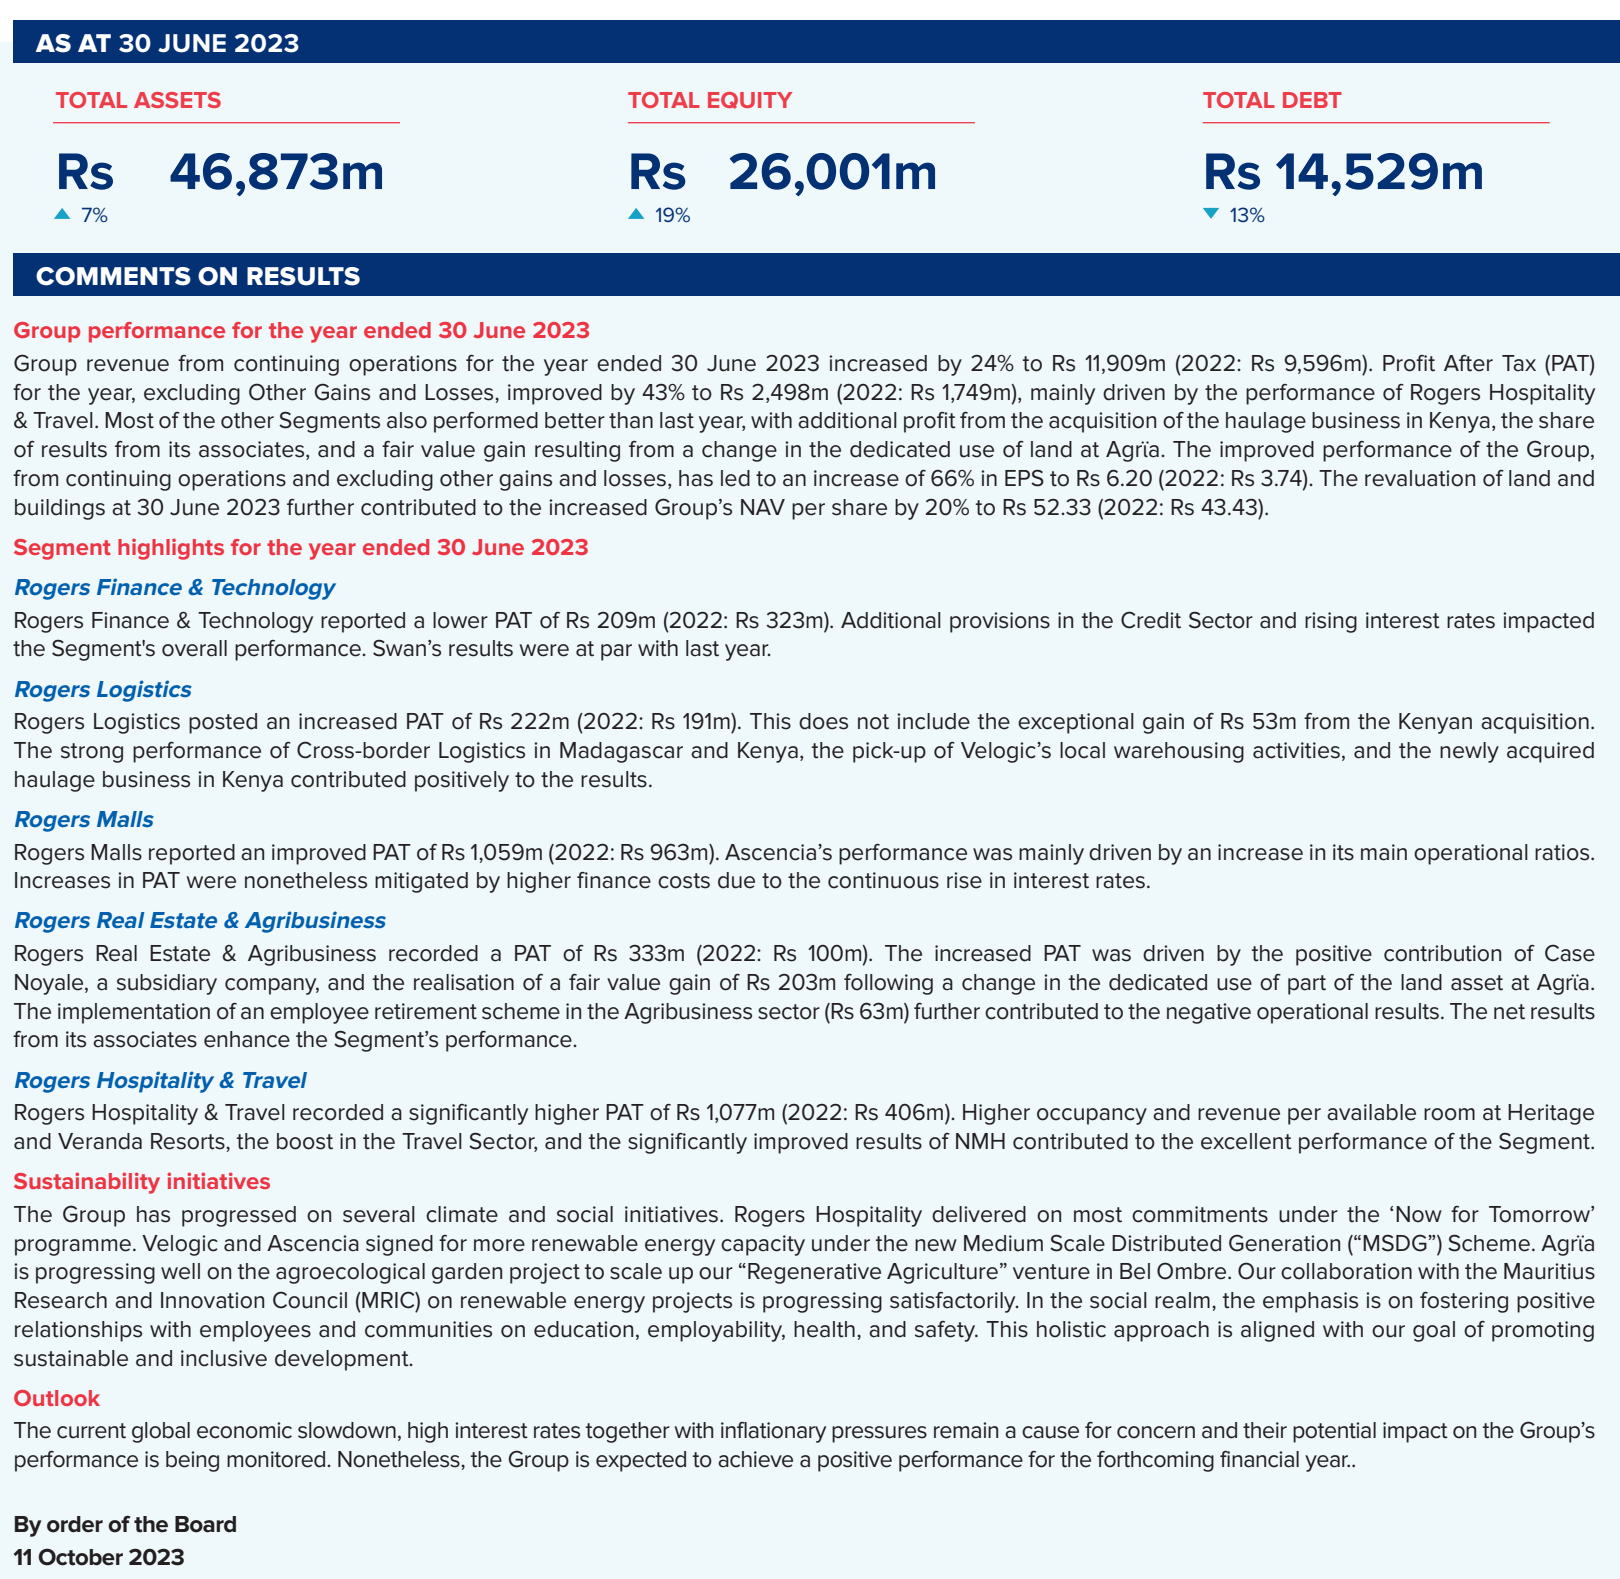 AS AT 30 JUNE 2023
TOTAL ASSETS
Rs 46,873m
▲ 7%
TOTAL EQUITY
Rs 26,001m
▲ 19%
TOTAL DEBT
Rs 14,529m
▼ 13%
COMMENTS ON RESULTS
Group performance for the year ended 30 June 2023
Group revenue from continuing operations for the year ended 30 June 2023 increased by 24% to Rs 11,909m (2022: Rs 9,596m). Profit After Tax (PAT)
for the year, excluding Other Gains and Losses, improved by 43% to Rs 2,498m (2022: Rs 1,749m), mainly driven by the performance of Rogers Hospitality
& Travel. Most of the other Segments also performed better than last year, with additional profit from the acquisition of the haulage business in Kenya, the share
of results from its associates, and a fair value gain resulting from a change in the dedicated use of land at Agrïa. The improved performance of the Group,
from continuing operations and excluding other gains and losses, has led to an increase of 66% in EPS to Rs 6.20 (2022: Rs 3.74). The revaluation of land and
buildings at 30 June 2023 further contributed to the increased Group’s NAV per share by 20% to Rs 52.33 (2022: Rs 43.43).
Segment highlights for the year ended 30 June 2023
Rogers Finance & Technology
Rogers Finance & Technology reported a lower PAT of Rs 209m (2022: Rs 323m). Additional provisions in the Credit Sector and rising interest rates impacted
the Segment's overall performance. Swan’s results were at par with last year.
Rogers Logistics
Rogers Logistics posted an increased PAT of Rs 222m (2022: Rs 191m). This does not include the exceptional gain of Rs 53m from the Kenyan acquisition.
The strong performance of Cross-border Logistics in Madagascar and Kenya, the pick-up of Velogic’s local warehousing activities, and the newly acquired
haulage business in Kenya contributed positively to the results.
Rogers Malls
Rogers Malls reported an improved PAT of Rs 1,059m (2022: Rs 963m). Ascencia’s performance was mainly driven by an increase in its main operational ratios.
Increases in PAT were nonetheless mitigated by higher finance costs due to the continuous rise in interest rates.
Rogers Real Estate & Agribusiness
Rogers Real Estate & Agribusiness recorded a PAT of Rs 333m (2022: Rs 100m). The increased PAT was driven by the positive contribution of Case
Noyale, a subsidiary company, and the realisation of a fair value gain of Rs 203m following a change in the dedicated use of part of the land asset at Agrïa.
The implementation of an employee retirement scheme in the Agribusiness sector (Rs 63m) further contributed to the negative operational results. The net results
from its associates enhance the Segment’s performance.
Rogers Hospitality & Travel
Rogers Hospitality & Travel recorded a significantly higher PAT of Rs 1,077m (2022: Rs 406m). Higher occupancy and revenue per available room at Heritage
and Veranda Resorts, the boost in the Travel Sector, and the significantly improved results of NMH contributed to the excellent performance of the Segment.
Sustainability initiatives
The Group has progressed on several climate and social initiatives. Rogers Hospitality delivered on most commitments under the ‘Now for Tomorrow’
programme. Velogic and Ascencia signed for more renewable energy capacity under the new Medium Scale Distributed Generation (“MSDG”) Scheme. Agrïa
is progressing well on the agroecological garden project to scale up our “Regenerative Agriculture” venture in Bel Ombre. Our collaboration with the Mauritius
Research and Innovation Council (MRIC) on renewable energy projects is progressing satisfactorily. In the social realm, the emphasis is on fostering positive
relationships with employees and communities on education, employability, health, and safety. This holistic approach is aligned with our goal of promoting
sustainable and inclusive development.
Outlook
The current global economic slowdown, high interest rates together with inflationary pressures remain a cause for concern and their potential impact on the Group’s
performance is being monitored. Nonetheless, the Group is expected to achieve a positive performance for the forthcoming financial year..
By order of the Board
11 October 2023